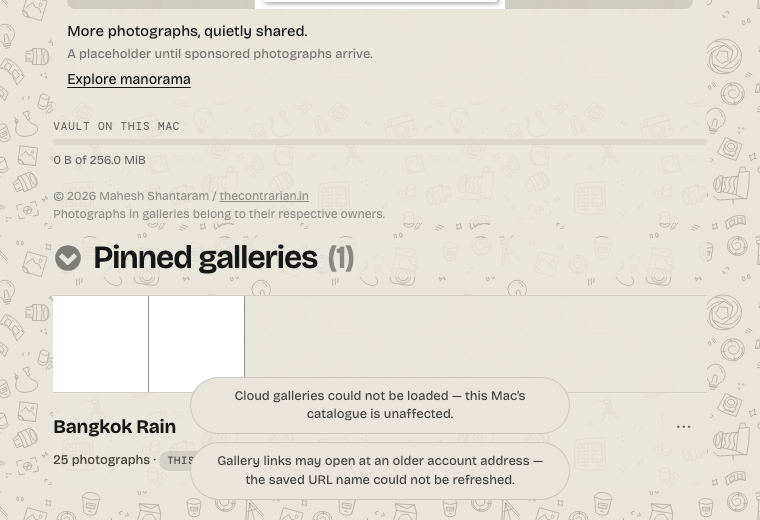 More photographs, quietly shared.
A placeholder until sponsored photographs arrive.
Explore manorama
VAULT ON THIS MAC
0 B of 256.0 MiB
© 2026 Mahesh Shantaram / thecontrarian.in
Photographs in galleries belong to their respective owners.
Pinned galleries (1)
Cloud galleries could not be loaded — this Mac's
catalogue is unaffected.
Bangkok Rain
25 photographs · THIS
Gallery links may open at an older account address —
the saved URL name could not be refreshed.